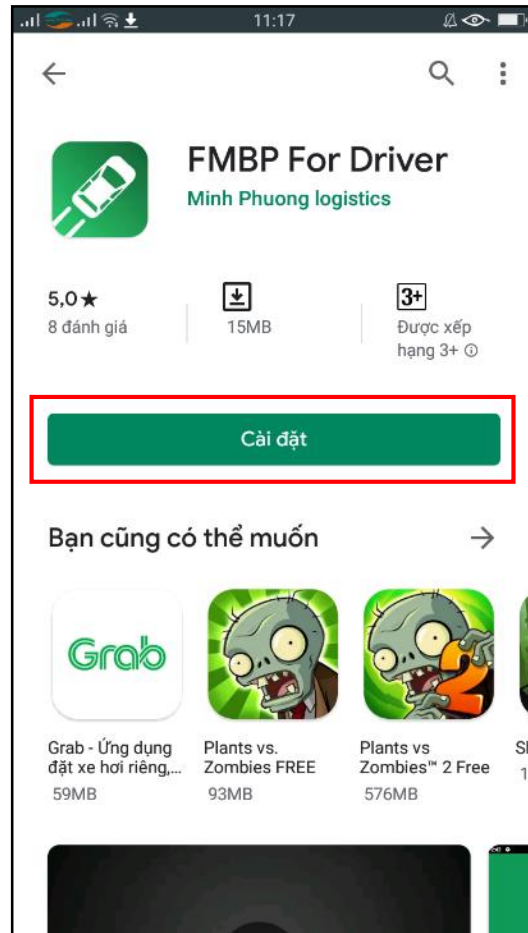 11:17
FMBP For Driver
Minh Phuong logistics
5,0★
8 đánh giá
15MB
3+
Được xếp
hạng 3+
Cài đặt
Bạn cũng có thể muốn
Grab
2
Grab - Ứng dụng
đặt xe hơi riêng,...
59MB
Plants vs.
Zombies FREE
93MB
Plants vs
Zombies™ 2 Free
576MB